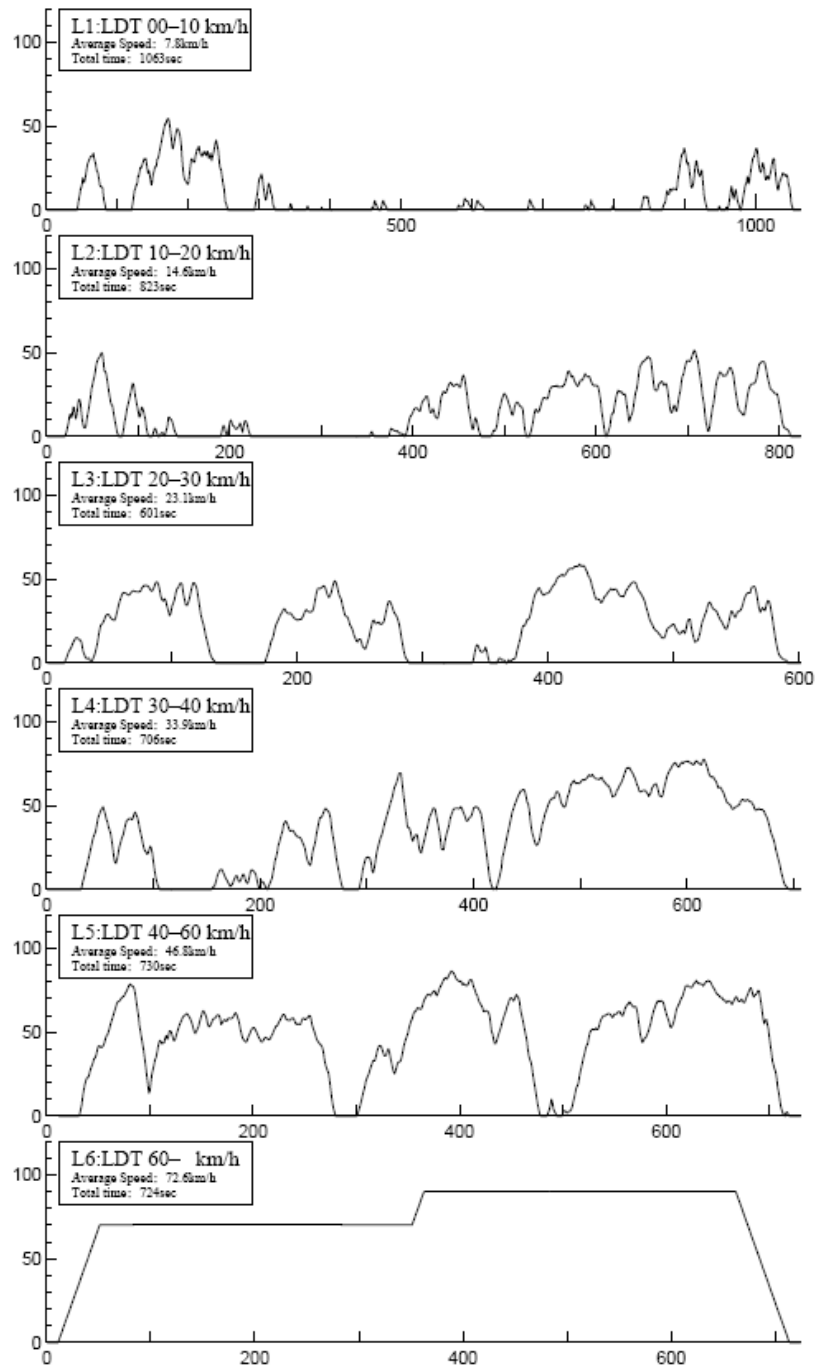 L1:LDT 00–10 km/h
Average Speed: 7.8km/h
Total time: 1063sec
100
50
0
0 500 1000
L2:LDT 10–20 km/h
Average Speed: 14.6km/h
Total time: 823sec
100
50
0
0 200 400 600 800
L3:LDT 20–30 km/h
Average Speed: 23.1km/h
Total time: 601sec
100
50
0
0 200 400 600
L4:LDT 30–40 km/h
Average Speed: 33.9km/h
Total time: 706sec
100
50
0
0 200 400 600
L5:LDT 40–60 km/h
Average Speed: 46.8km/h
Total time: 730sec
100
50
0
0 200 400 600
L6:LDT 60– km/h
Average Speed: 72.6km/h
Total time: 724sec
100
50
0
0 200 400 600